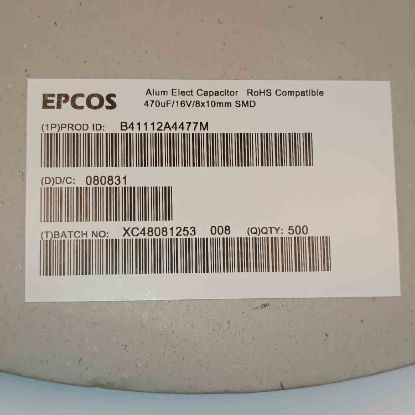 EPCOS
Alum Elect Capacitor RoHS Compatible
470uF/16V/8x10mm SMD
(1P)PROD ID: B41112A4477M
(D)D/C: 080831
(T)BATCH NO: XC48081253 008 (Q)QTY: 500